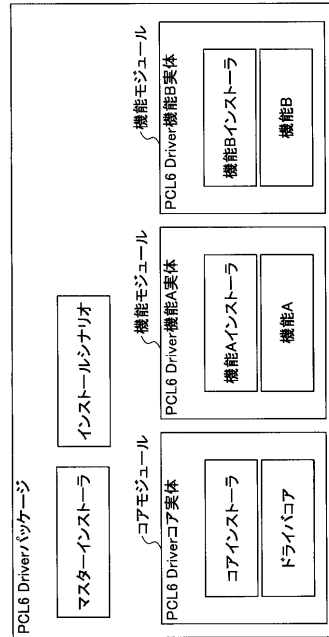 PCL6 Driverパッケージ
マスターインストーラ
インストールシナリオ
コアモジュール
PCL6 Driverコア実体
コアインストーラ
ドライバコア
機能モジュール
PCL6 Driver機能A実体
機能Aインストーラ
機能A
機能モジュール
PCL6 Driver機能B実体
機能Bインストーラ
機能B